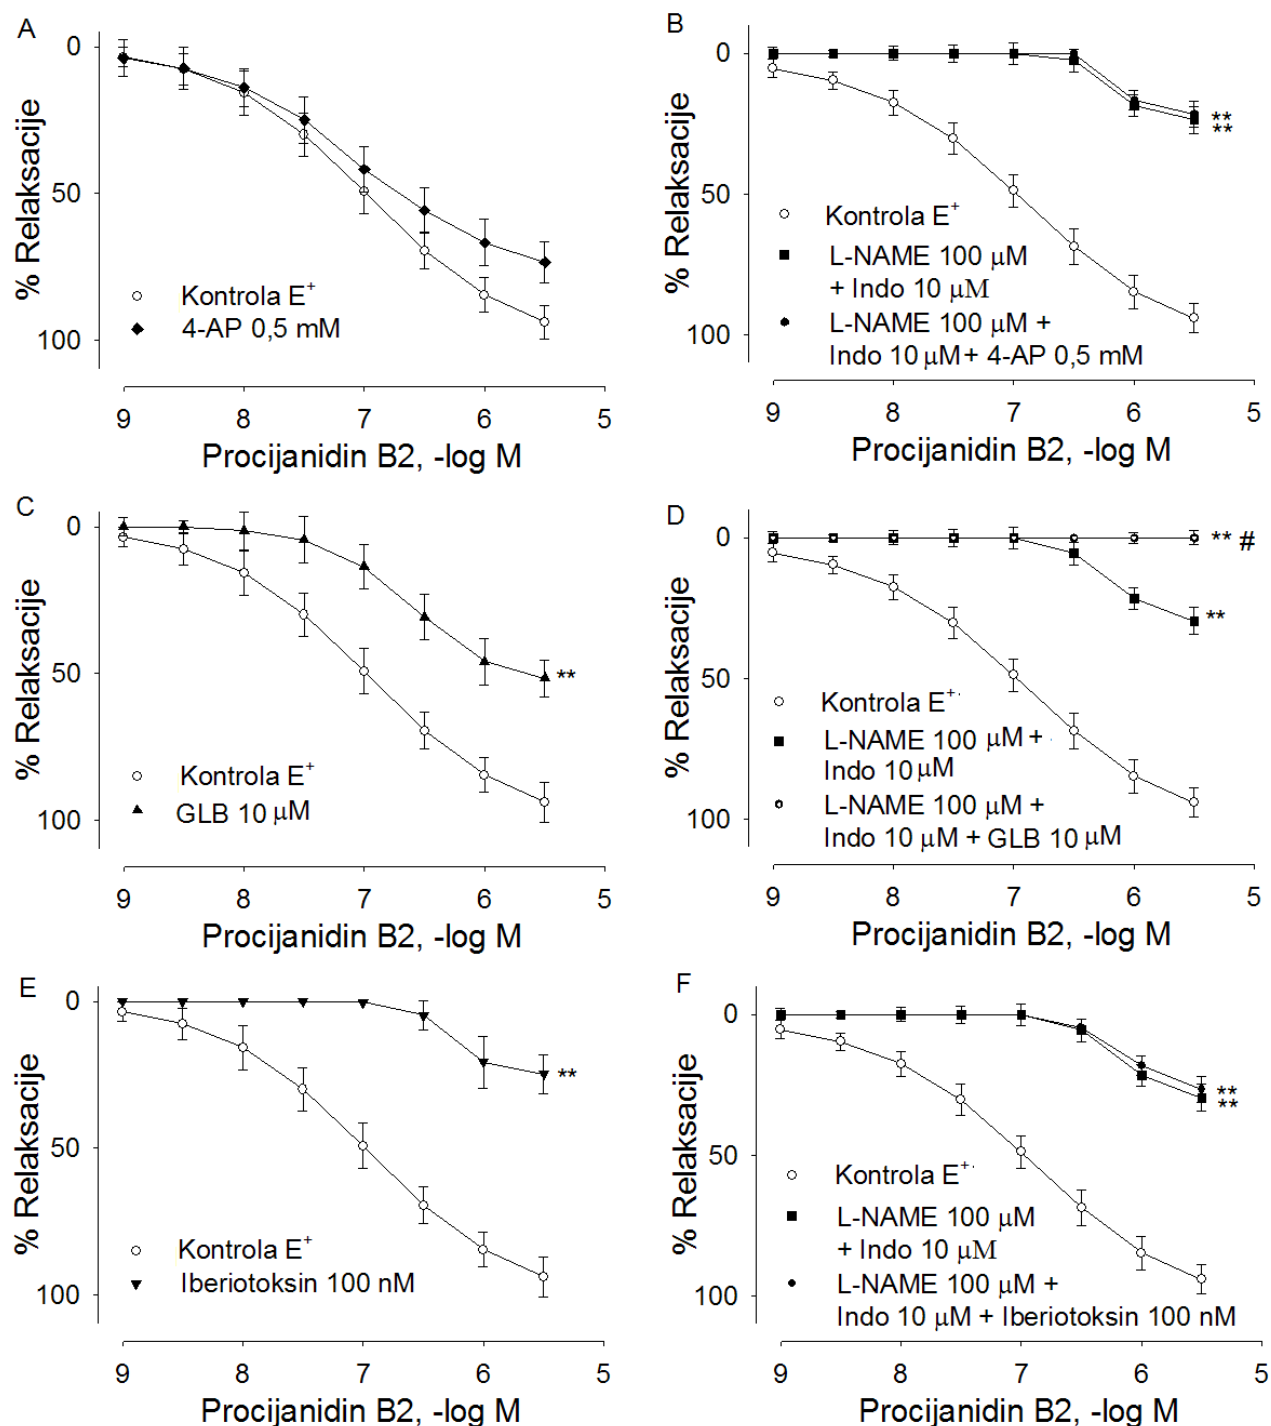 A
0
50
100
% Relaksacije
Kontrola E⁺
4-AP 0,5 mM
9 8 7 6 5
Procijanidin B2, -log M
B
0
50
100
% Relaksacije
**
**
Kontrola E⁺
L-NAME 100 μM
+ Indo 10 μM
L-NAME 100 μM +
Indo 10 μM+ 4-AP 0,5 mM
9 8 7 6 5
Procijanidin B2, -log M
C
0
50
100
% Relaksacije
**
Kontrola E⁺
GLB 10 μM
9 8 7 6 5
Procijanidin B2, -log M
D
0
50
100
% Relaksacije
** #
**
Kontrola E⁺
L-NAME 100 μM +
Indo 10 μM
L-NAME 100 μM +
Indo 10 μM + GLB 10 μM
9 8 7 6 5
Procijanidin B2, -log M
E
0
50
100
% Relaksacije
**
Kontrola E⁺
Iberiotoksin 100 nM
9 8 7 6 5
Procijanidin B2, -log M
F
0
50
100
% Relaksacije
**
**
Kontrola E⁺
L-NAME 100 μM
+ Indo 10 μM
L-NAME 100 μM +
Indo 10 μM + Iberiotoksin 100 nM
9 8 7 6 5
Procijanidin B2, -log M